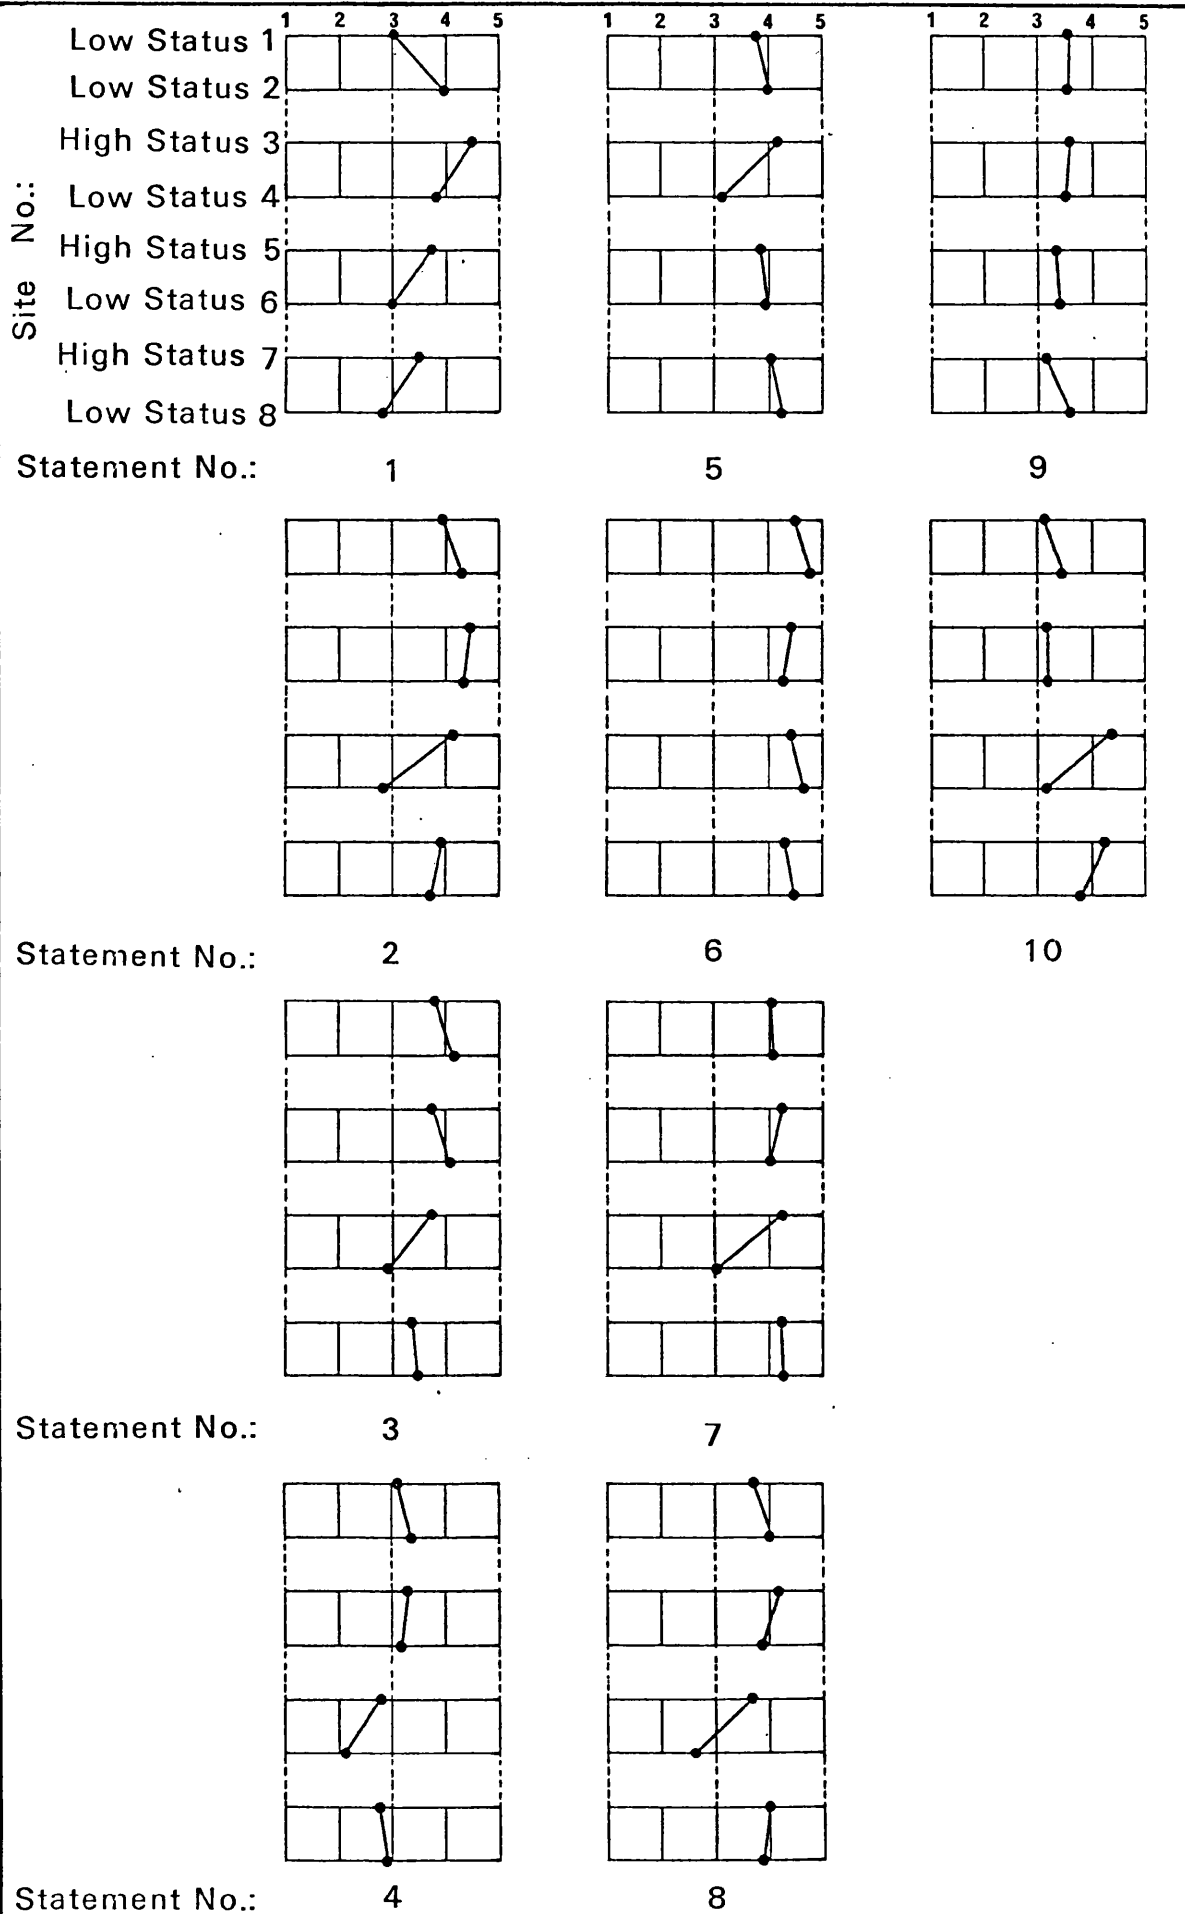 1 2 3 4 5 1 2 3 4 5 1 2 3 4 5
Site No.:
Low Status 1
Low Status 2
High Status 3
Low Status 4
High Status 5
Low Status 6
High Status 7
Low Status 8
Statement No.: 1 5 9
Statement No.: 2 6 10
Statement No.: 3 7
Statement No.: 4 8